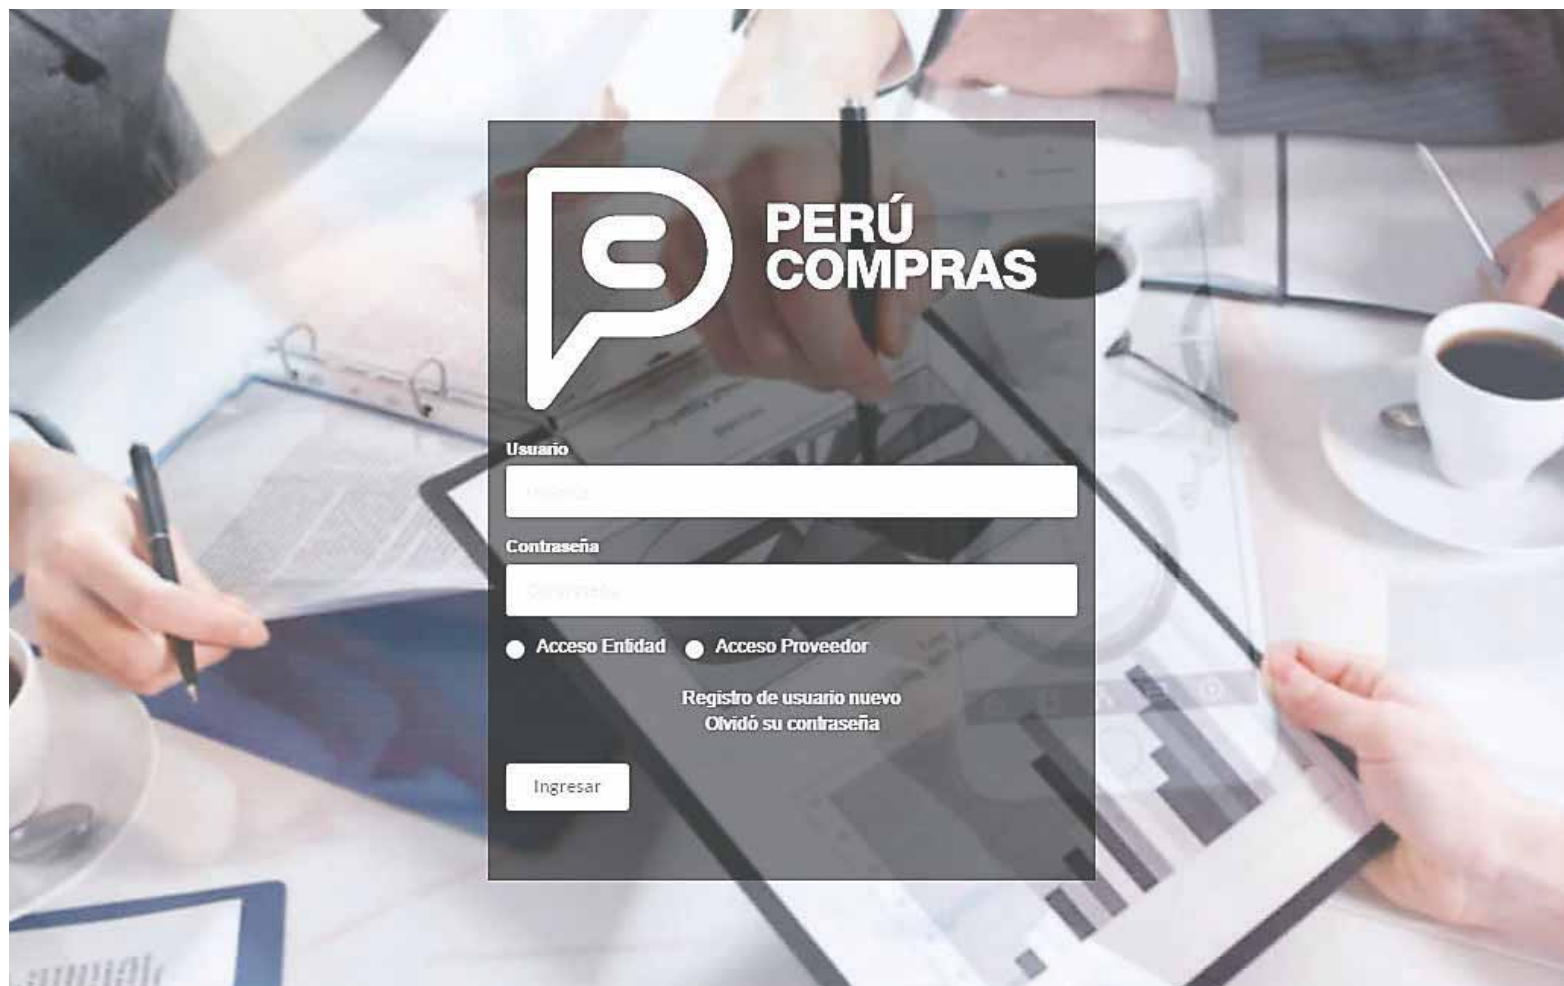 PERÚ
COMPRAS
Usuario
Contraseña
Acceso Entidad Acceso Proveedor
Registro de usuario nuevo
Olvidó su contraseña
Ingresar